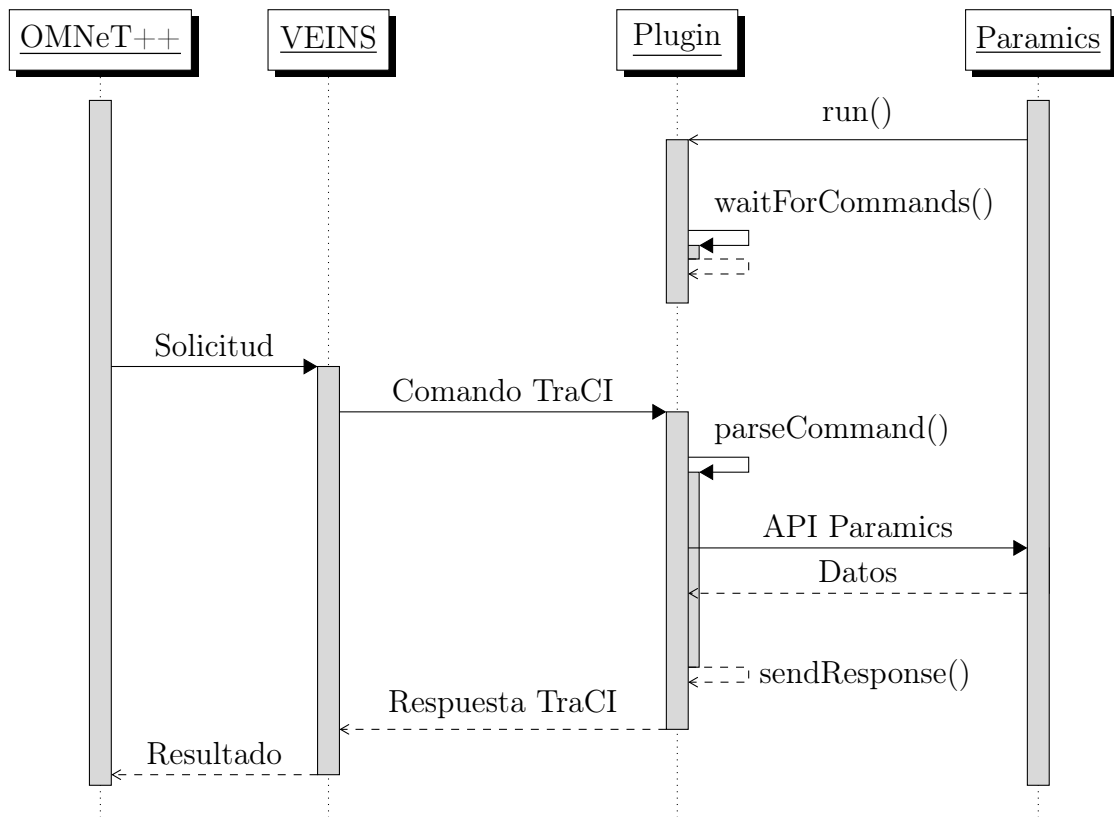 OMNeT++
VEINS
Plugin
Paramics
run()
waitForCommands()
Solicitud
Comando TraCI
parseCommand()
API Paramics
Datos
sendResponse()
Respuesta TraCI
Resultado